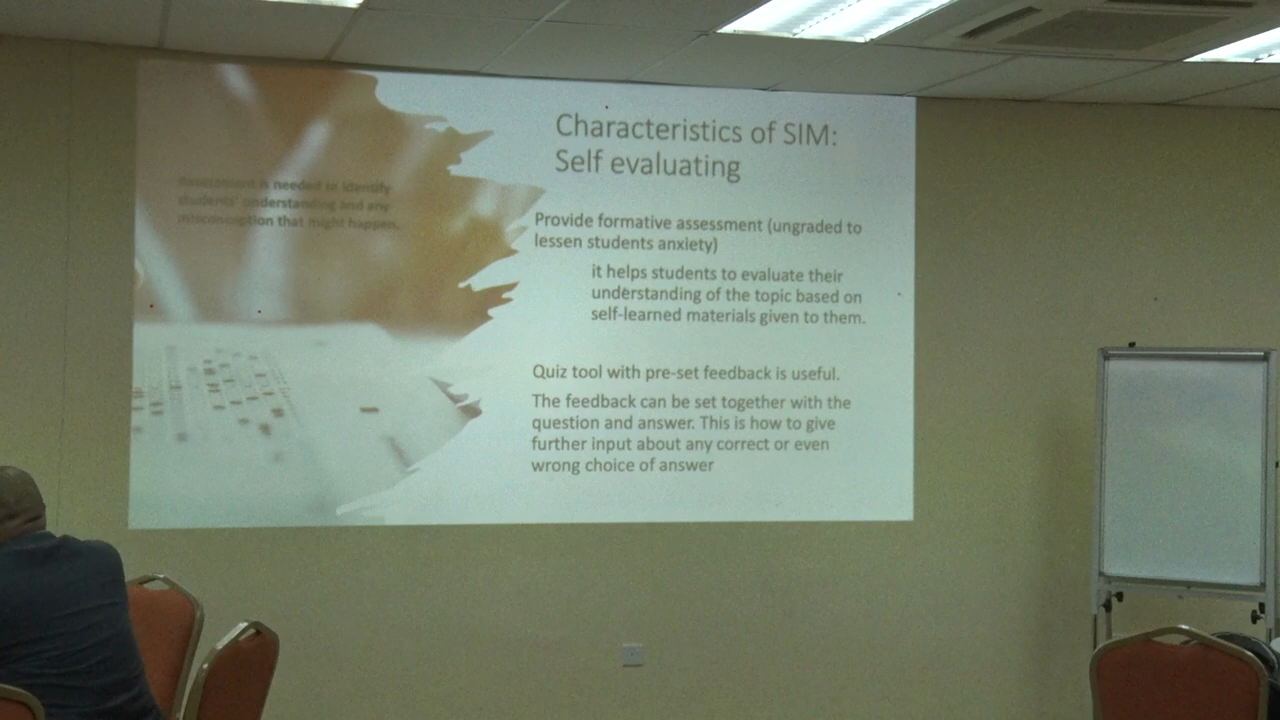 Characteristics of SIM:
Self evaluating
Assessment is needed to identify
students' understanding and any
misconception that might happen.
Provide formative assessment (ungraded to
lessen students anxiety)
it helps students to evaluate their
understanding of the topic based on
self-learned materials given to them.
Quiz tool with pre-set feedback is useful.
The feedback can be set together with the
question and answer. This is how to give
further input about any correct or even
wrong choice of answer